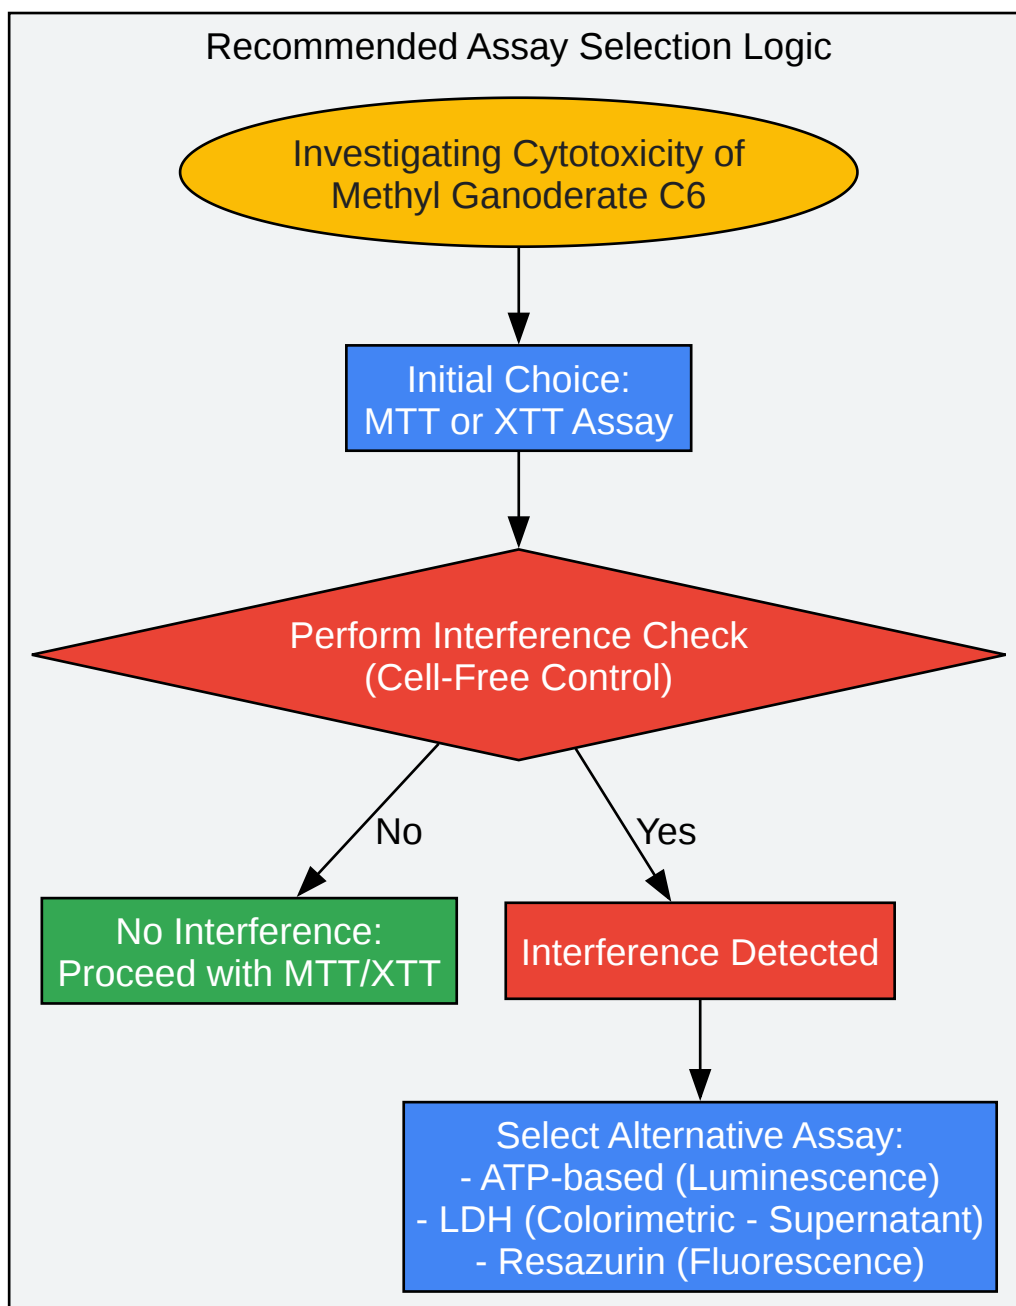 Recommended Assay Selection Logic
Investigating Cytotoxicity of
Methyl Ganoderate C6
Initial Choice:
MTT or XTT Assay
Perform Interference Check
(Cell-Free Control)
No
Yes
No Interference:
Proceed with MTT/XTT
Interference Detected
Select Alternative Assay:
- ATP-based (Luminescence)
- LDH (Colorimetric - Supernatant)
- Resazurin (Fluorescence)